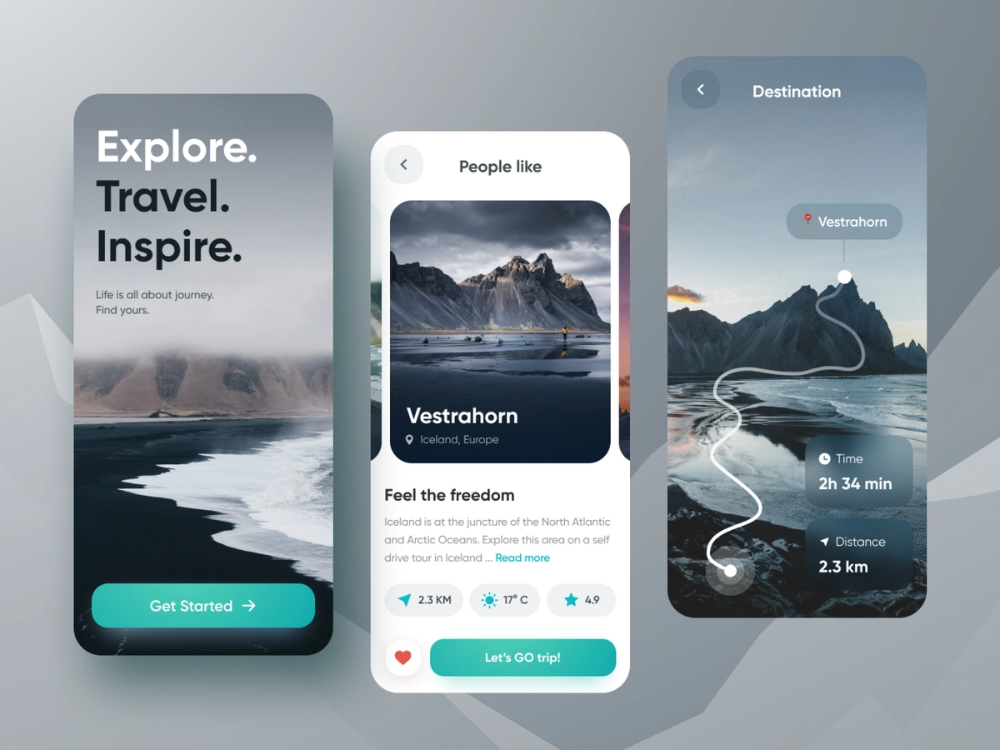 Explore.
Travel.
Inspire.
Life is all about journey.
Find yours.
Get Started
People like
Vestrahorn
Iceland, Europe
Feel the freedom
Iceland is at the juncture of the North Atlantic
and Arctic Oceans. Explore this area on a self
drive tour in Iceland ... Read more
2.3 KM
17° C
4.9
Let's GO trip!
Destination
Vestrahorn
Time
2h 34 min
Distance
2.3 km